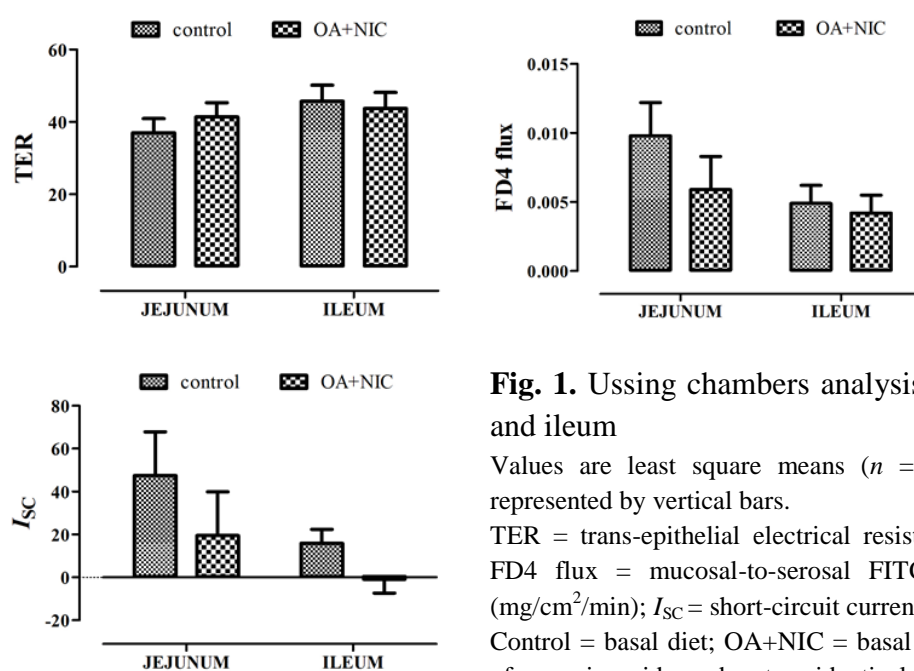 control OA+NIC
60
40
20
0
TER
JEJUNUM ILEUM
control OA+NIC
0.015
0.010
0.005
0.000
FD4 flux
JEJUNUM ILEUM
control OA+NIC
80
60
40
20
0
-20
I_SC
JEJUNUM ILEUM
Fig. 1. Ussing chambers analysis
and ileum
Values are least square means (n =
represented by vertical bars.
TER = trans-epithelial electrical resist
FD4 flux = mucosal-to-serosal FITC
(mg/cm²/min); I_SC = short-circuit curren
Control = basal diet; OA+NIC = basal